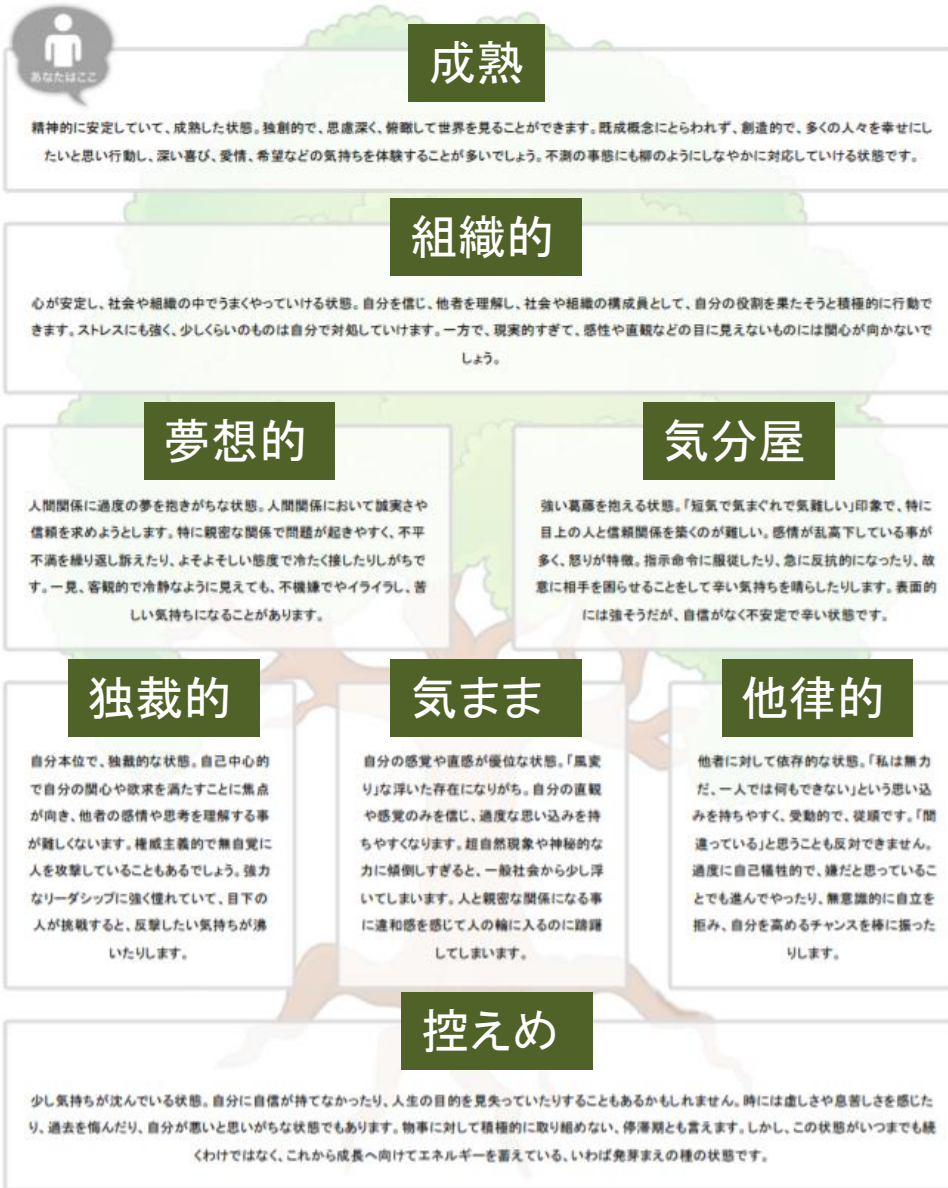 あなたはここ
成熟
精神的に安定していて、成熟した状態。独創的で、思慮深く、俯瞰して世界を見ることができます。既成概念にとらわれず、創造的で、多くの人々を幸せにし
たいと思い行動し、深い喜び、愛情、希望などの気持ちを体験することが多いでしょう。不測の事態にも柳のようにしなやかに対応していける状態です。
組織的
心が安定し、社会や組織の中でうまくやっていける状態。自分を信じ、他者を理解し、社会や組織の構成員として、自分の役割を果たそうと積極的に行動で
きます。ストレスにも強く、少しくらいのものは自分で対処していけます。一方で、現実的すぎて、感性や直観などの目に見えないものには関心が向かないで
しょう。
夢想的
人間関係に過度の夢を抱きがちな状態。人間関係において誠実さや
信頼を求めようとします。特に親密な関係で問題が起きやすく、不平
不満を繰り返し訴えたり、よそよそしい態度で冷たく接したりしがちで
す。一見、客観的で冷静なように見えても、不機嫌でやイライラし、苦
しい気持ちになることがあります。
気分屋
強い葛藤を抱える状態。「短気で気まぐれで気難しい」印象で、特に
目上の人と信頼関係を築くのが難しい。感情が乱高下している事が
多く、怒りが特徴。指示命令に服従したり、急に反抗的になったり、故
意に相手を困らせることをして辛い気持ちを晴らしたりします。表面的
には強そうだが、自信がなく不安定で辛い状態です。
独裁的
自分本位で、独裁的な状態。自己中心的
で自分の関心や欲求を満たすことに焦点
が向き、他者の感情や思考を理解する事
が難しくないます。権威主義的で無自覚に
人を攻撃していることもあるでしょう。強力
なリーダシップに強く憧れていて、目下の
人が挑戦すると、反撃したい気持ちが沸
いたりします。
気まま
自分の感覚や直感が優位な状態。「風変
り」な浮いた存在になりがち。自分の直観
や感覚のみを信じ、過度な思い込みを持
ちやすくなります。超自然現象や神秘的な
力に傾倒しすぎると、一般社会から少し浮
いてしまいます。人と親密な関係になる事
に違和感を感じて人の輪に入るのに躊躇
してしまいます。
他律的
他者に対して依存的な状態。「私は無力
だ、一人では何もできない」という思い込
みを持ちやすく、受動的で、従順です。「間
違っている」と思うことも反対できません。
過度に自己犠牲的で、嫌だと思っているこ
とでも進んでやったり、無意識的に自立を
拒み、自分を高めるチャンスを棒に振った
りします。
控えめ
少し気持ちが沈んでいる状態。自分に自信が持てなかったり、人生の目的を見失っていたりすることもあるかもしれません。時には虚しさや息苦しさを感じた
り、過去を悔んだり、自分が悪いと思いがちな状態でもあります。物事に対して積極的に取り組めない、停滞期とも言えます。しかし、この状態がいつまでも続
くわけではなく、これから成長へ向けてエネルギーを蓄えている、いわば発芽まえの種の状態です。